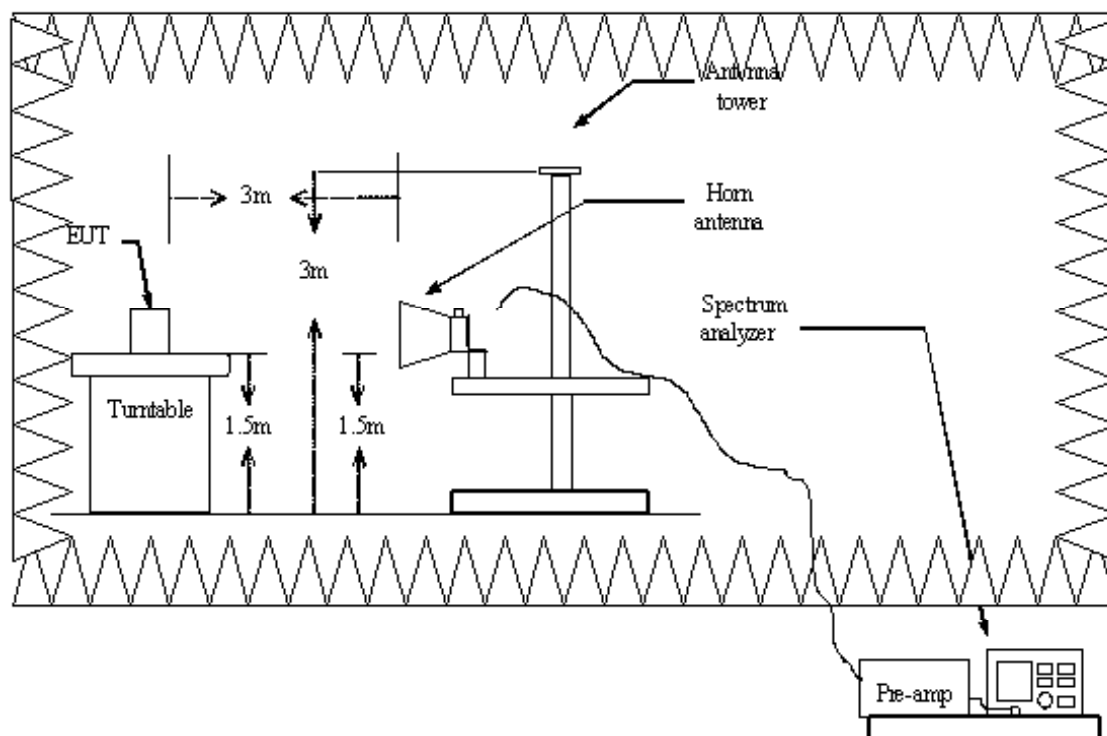 Antenna
tower
3m
Horn
antenna
EUT
3m
Spectrum
analyzer
Turntable
1.5m
1.5m
Pre-amp